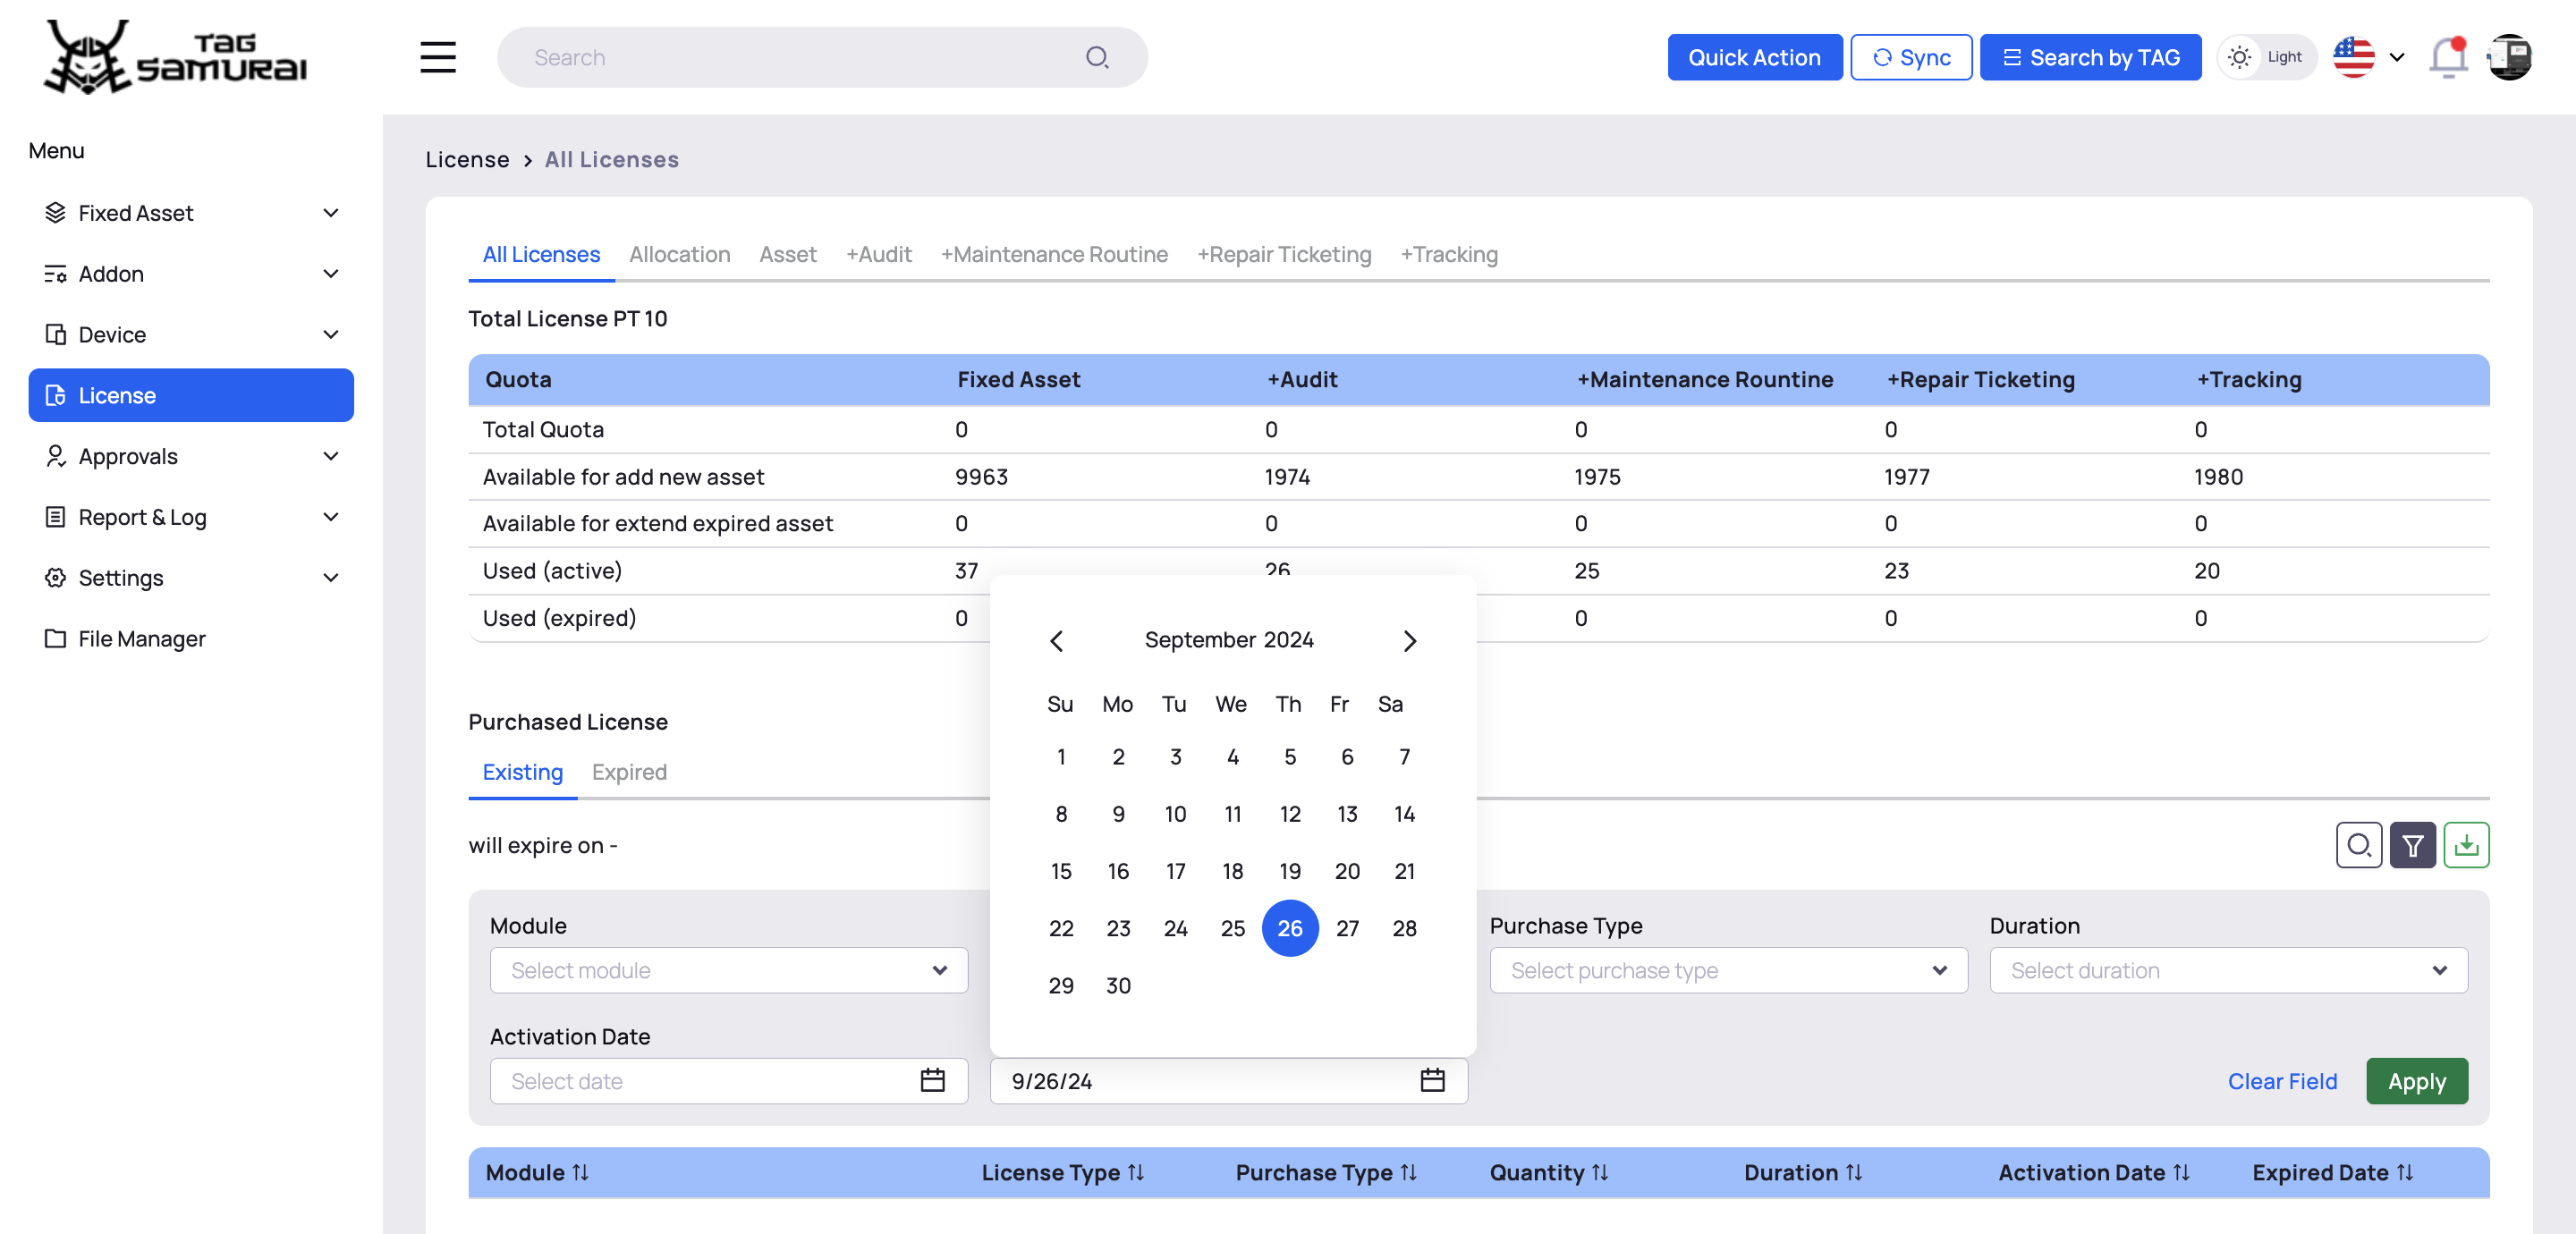 TAG
SAMURAI
Search
Quick Action
Sync
Search by TAG
Light
Menu
Fixed Asset
Addon
Device
License
Approvals
Report & Log
Settings
File Manager
License > All Licenses
All Licenses Allocation Asset +Audit +Maintenance Routine +Repair Ticketing +Tracking
Total License PT 10
Quota Fixed Asset +Audit +Maintenance Rountine +Repair Ticketing +Tracking
Total Quota 0 0 0 0 0
Available for add new asset 9963 1974 1975 1977 1980
Available for extend expired asset 0 0 0 0 0
Used (active) 37 26 25 23 20
Used (expired) 0 0 0 0
September 2024
Su Mo Tu We Th Fr Sa
1 2 3 4 5 6 7
8 9 10 11 12 13 14
15 16 17 18 19 20 21
22 23 24 25 26 27 28
29 30
Purchased License
Existing Expired
will expire on -
Module
Select module
Purchase Type
Select purchase type
Duration
Select duration
Activation Date
Select date
9/26/24
Clear Field
Apply
Module License Type Purchase Type Quantity Duration Activation Date Expired Date